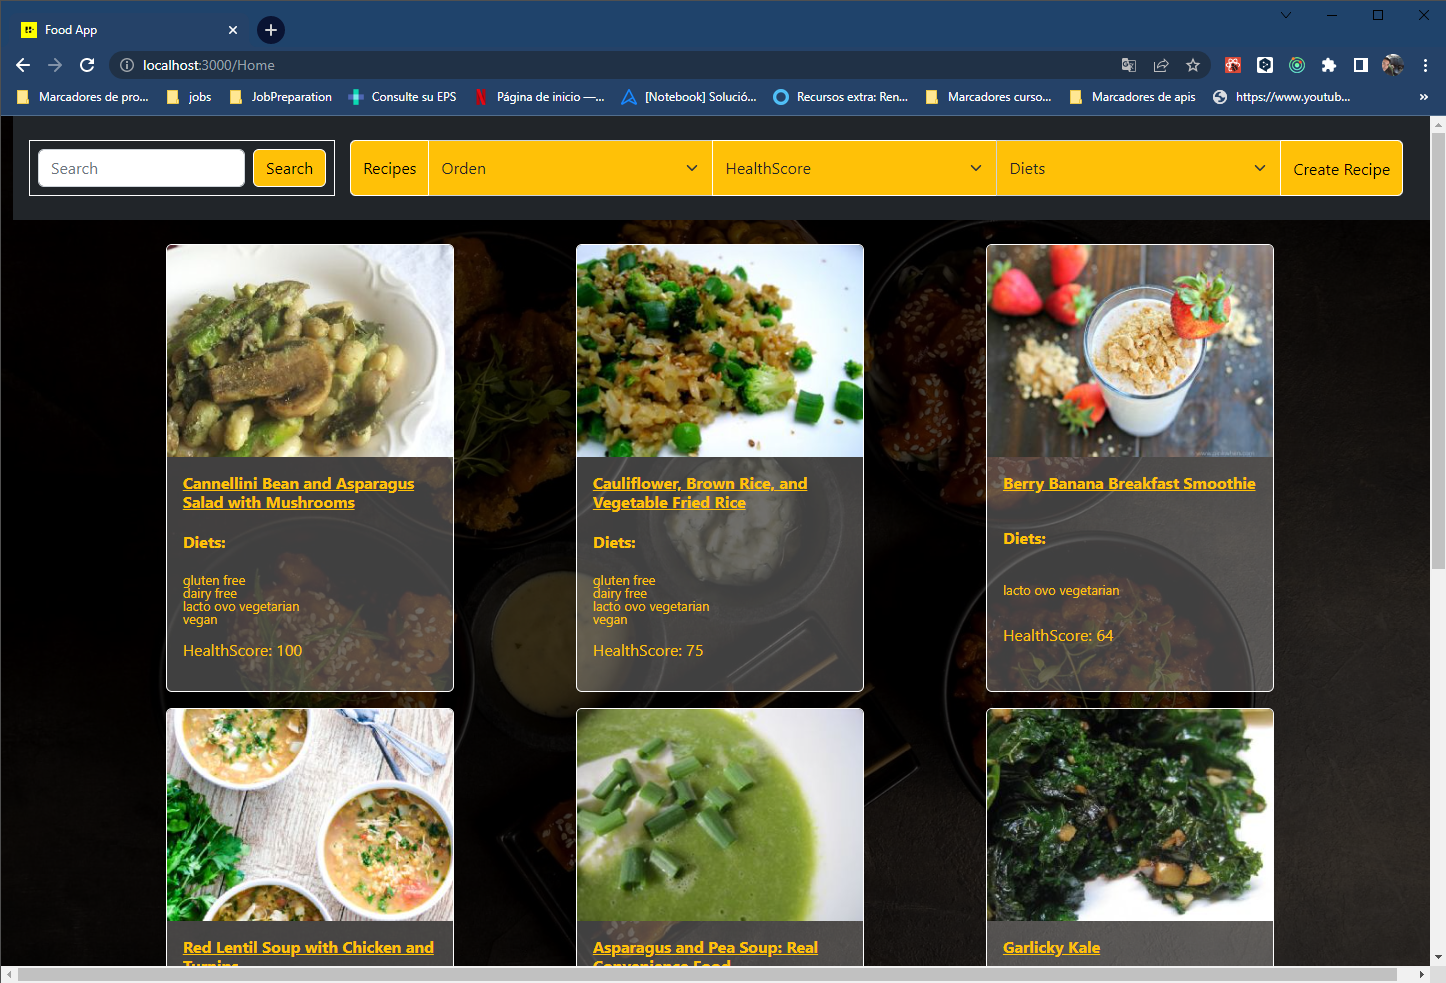 Food App
localhost:3000/Home
Marcadores de pro...
jobs
JobPreparation
Consulte su EPS
Página de inicio —...
[Notebook] Solució...
Recursos extra: Ren...
Marcadores curso...
Marcadores de apis
https://www.youtub...
»
Search
Search
Recipes
Orden
HealthScore
Diets
Create Recipe
Cannellini Bean and Asparagus
Salad with Mushrooms
Diets:
gluten free
dairy free
lacto ovo vegetarian
vegan
HealthScore: 100
Cauliflower, Brown Rice, and
Vegetable Fried Rice
Diets:
gluten free
dairy free
lacto ovo vegetarian
vegan
HealthScore: 75
Berry Banana Breakfast Smoothie
Diets:
lacto ovo vegetarian
HealthScore: 64
Red Lentil Soup with Chicken and
Turnips
Asparagus and Pea Soup: Real
Convenience Food
Garlicky Kale